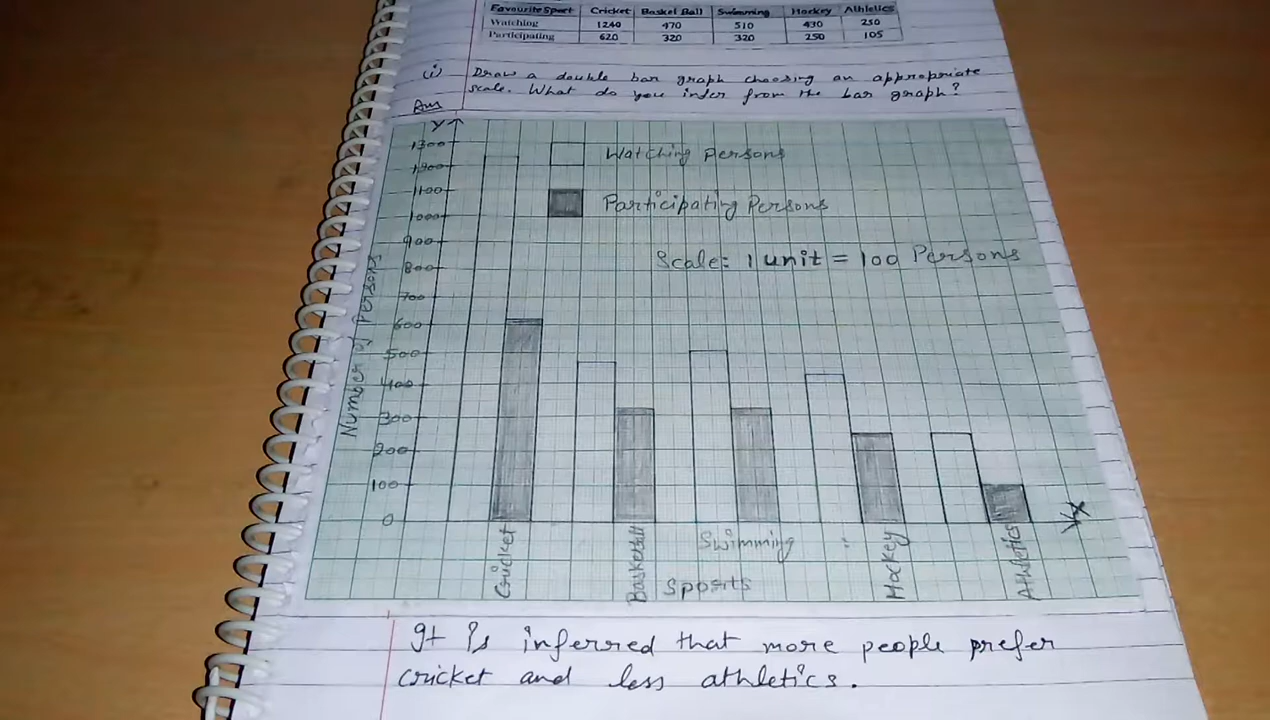 Favourite Sport Cricket Basket Ball Swimming Hockey Athletics
Watching 1240 470 510 430 250
Participating 620 320 320 250 105
(i) Draw a double bar graph choosing an appropriate
scale. What do you infer from the bar graph?
Ans
Y
1300
Watching Persons
1200
1100
Participating Persons
1000
900
Scale: 1 unit = 100 Persons
800
700
600
500
400
300
200
100
0
Number of Persons
X
Cricket
Basketball
Swimming
Hockey
Athletics
Sports
It is inferred that more people prefer
cricket and less athletics.